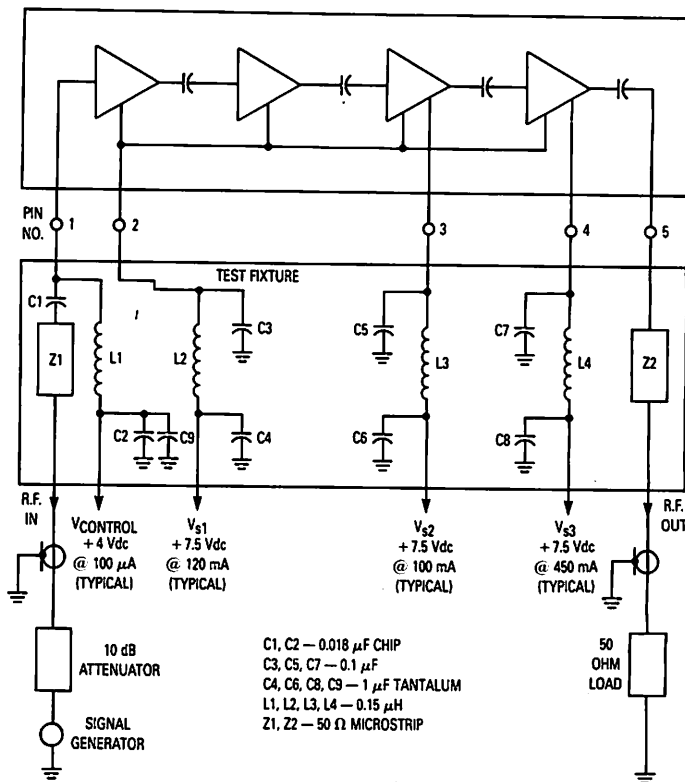 PIN NO. 1 2 3 4 5
TEST FIXTURE
C1
Z1
L1
L2
C3
C5
L3
C7
L4
Z2
C2
C9
C4
C6
C8
R.F. IN
VCONTROL
+ 4 Vdc
@ 100 μA
(TYPICAL)
Vs1
+ 7.5 Vdc
@ 120 mA
(TYPICAL)
Vs2
+ 7.5 Vdc
@ 100 mA
(TYPICAL)
Vs3
+ 7.5 Vdc
@ 450 mA
(TYPICAL)
R.F. OUT
10 dB
ATTENUATOR
SIGNAL
GENERATOR
C1, C2 — 0.018 μF CHIP
C3, C5, C7 — 0.1 μF
C4, C6, C8, C9 — 1 μF TANTALUM
L1, L2, L3, L4 — 0.15 μH
Z1, Z2 — 50 Ω MICROSTRIP
50
OHM
LOAD